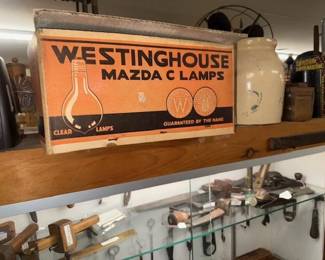 WESTINGHOUSE
MAZDA C LAMPS
W
CLEAR LAMPS
GUARANTEED BY THE NAME